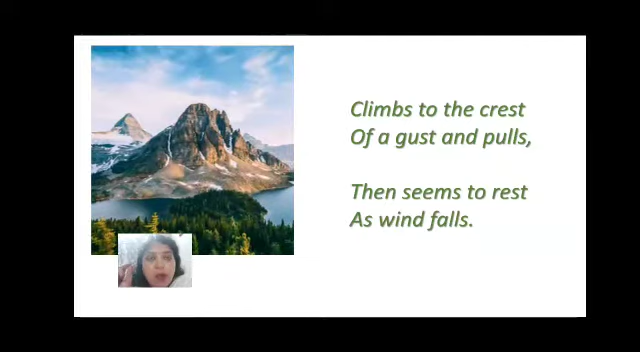 Climbs to the crest
Of a gust and pulls,
Then seems to rest
As wind falls.